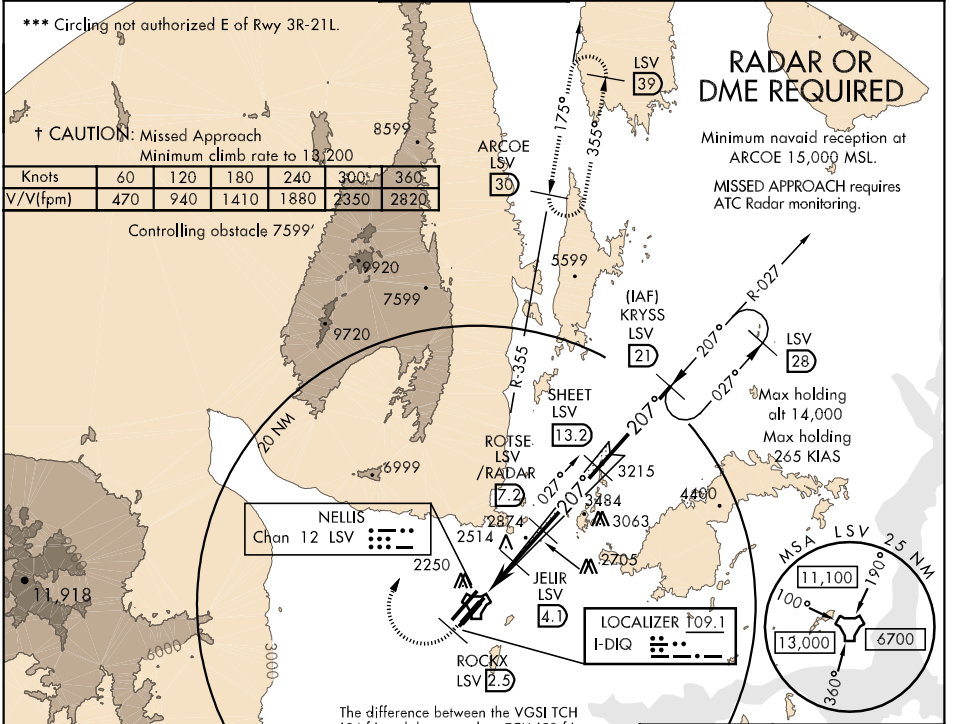 *** Circling not authorized E of Rwy 3R-21L.
RADAR OR
DME REQUIRED
Minimum navaid reception at
ARCOE 15,000 MSL.
MISSED APPROACH requires
ATC Radar monitoring.
† CAUTION: Missed Approach
Minimum climb rate to 13,200
Knots 60 120 180 240 300 360
V/V(fpm) 470 940 1410 1880 2350 2820
Controlling obstacle 7599'
8599
LSV
39
175°
355°
ARCOE
LSV
30
5599
9920
7599
9720
R-355
(IAF)
KRYSS
LSV
21
R-027
207°
027°
LSV
28
Max holding
alt 14,000
Max holding
265 KIAS
20 NM
SHEET
LSV
13.2
207°
ROTSE
LSV
/RADAR
7.2
027°
207°
3215
6999
3484
3063
4400
2874
2514
2705
2250
NELLIS
Chan 12 LSV
JELIR
LSV
4.1
LOCALIZER 109.1
I-DIQ
ROCKX
LSV 2.5
11,918
6000
3000
MSA LSV 25 NM
11,100
190°
100°
13,000
6700
360°
The difference between the VGSI TCH